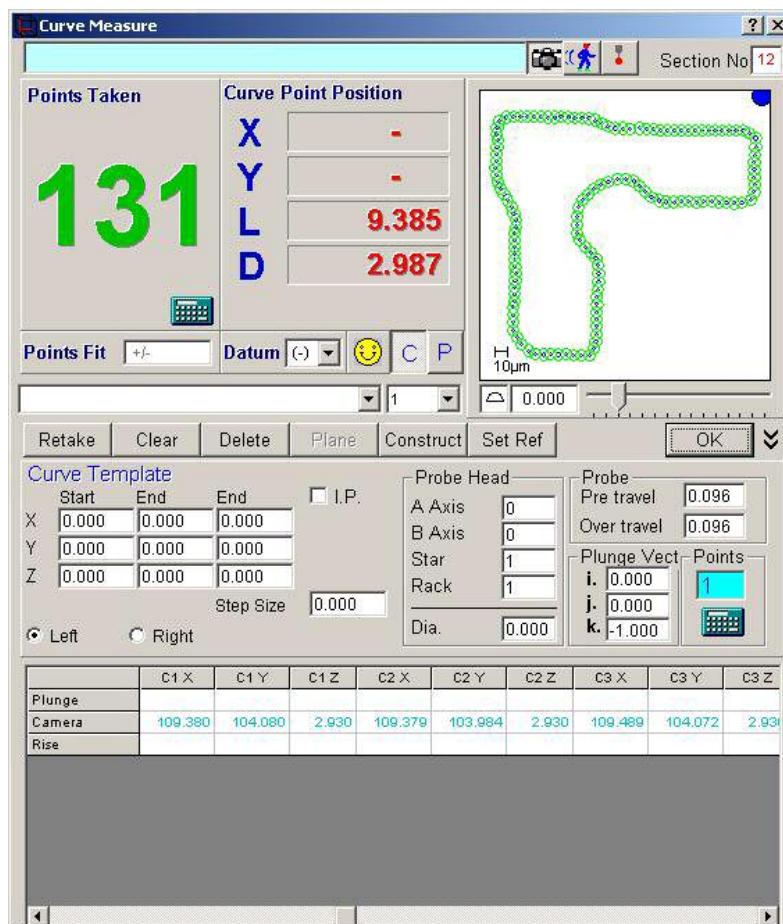 Curve Measure
Section No 12
Points Taken
131
Curve Point Position
X -
Y -
L 9.385
D 2.987
10µm
Points Fit +/- Datum (-) C P
1
0.000
Retake Clear Delete Plane Construct Set Ref OK
Curve Template
Start End End I.P.
X 0.000 0.000 0.000
Y 0.000 0.000 0.000
Z 0.000 0.000 0.000
Step Size 0.000
Left Right
Probe Head
A Axis 0
B Axis 0
Star 1
Rack 1
Dia. 0.000
Probe
Pre travel 0.096
Over travel 0.096
Plunge Vect
i. 0.000
j. 0.000
k. -1.000
Points
1
C1 X C1 Y C1 Z C2 X C2 Y C2 Z C3 X C3 Y C3 Z
Plunge
Camera 109.380 104.080 2.930 109.379 103.984 2.930 109.489 104.072 2.93
Rise